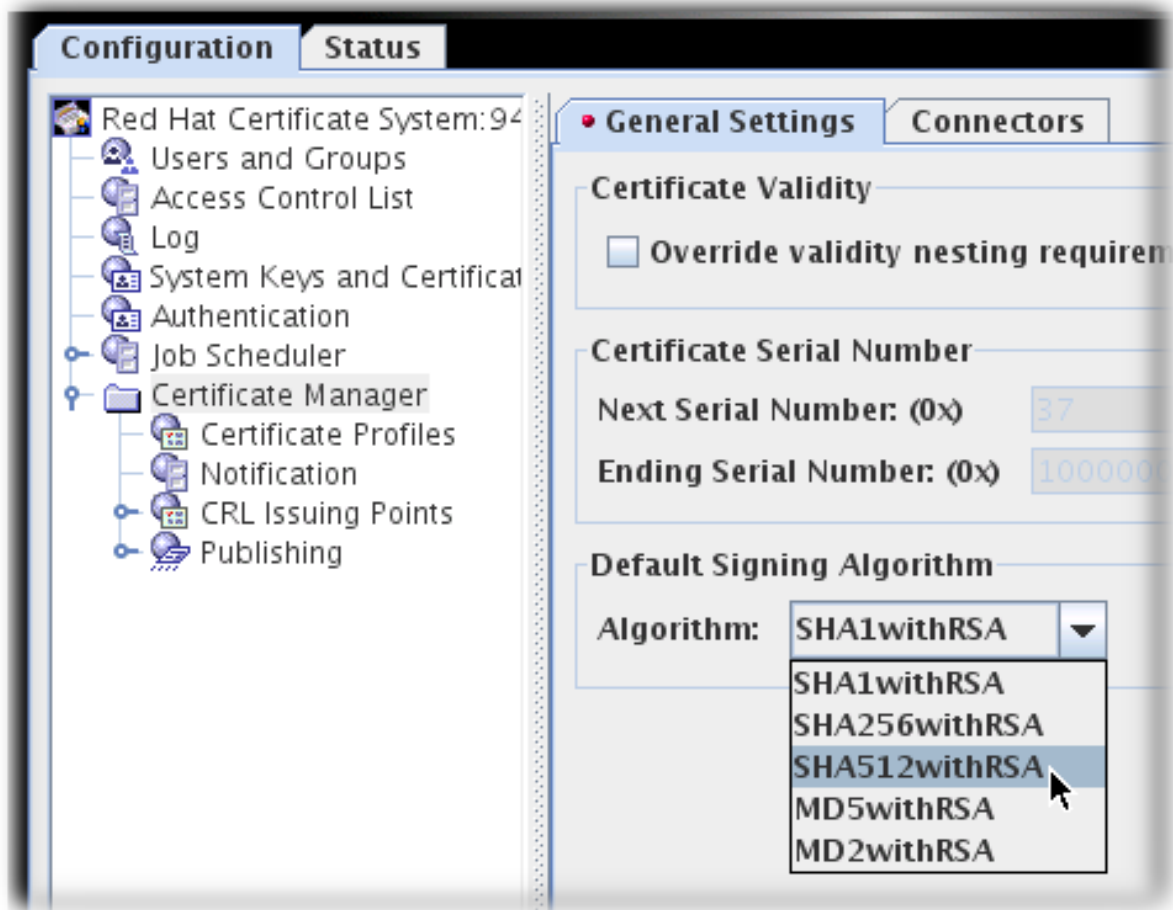 Configuration
Status
Red Hat Certificate System:94
Users and Groups
Access Control List
Log
System Keys and Certificat
Authentication
Job Scheduler
Certificate Manager
Certificate Profiles
Notification
CRL Issuing Points
Publishing
General Settings
Connectors
Certificate Validity
Override validity nesting requirem
Certificate Serial Number
Next Serial Number: (0x) 37
Ending Serial Number: (0x) 1000000
Default Signing Algorithm
Algorithm: SHA1withRSA
SHA1withRSA
SHA256withRSA
SHA512withRSA
MD5withRSA
MD2withRSA